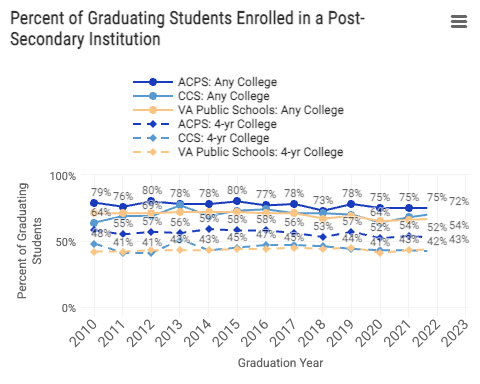 Percent of Graduating Students Enrolled in a Post-
Secondary Institution
ACPS: Any College
CCS: Any College
VA Public Schools: Any College
ACPS: 4-yr College
CCS: 4-yr College
VA Public Schools: 4-yr College
Percent of Graduating
Students
100%
50%
0%
79% 76% 80% 78% 78% 80% 77% 78% 73% 78% 75% 75% 75% 72%
64% 69% 59% 64%
55% 57% 56% 58% 58% 56% 53% 57% 52% 54% 52% 54%
48% 41% 41% 43% 43% 45% 47% 45% 44% 41% 43% 42% 43%
2010 2011 2012 2013 2014 2015 2016 2017 2018 2019 2020 2021 2022 2023
Graduation Year